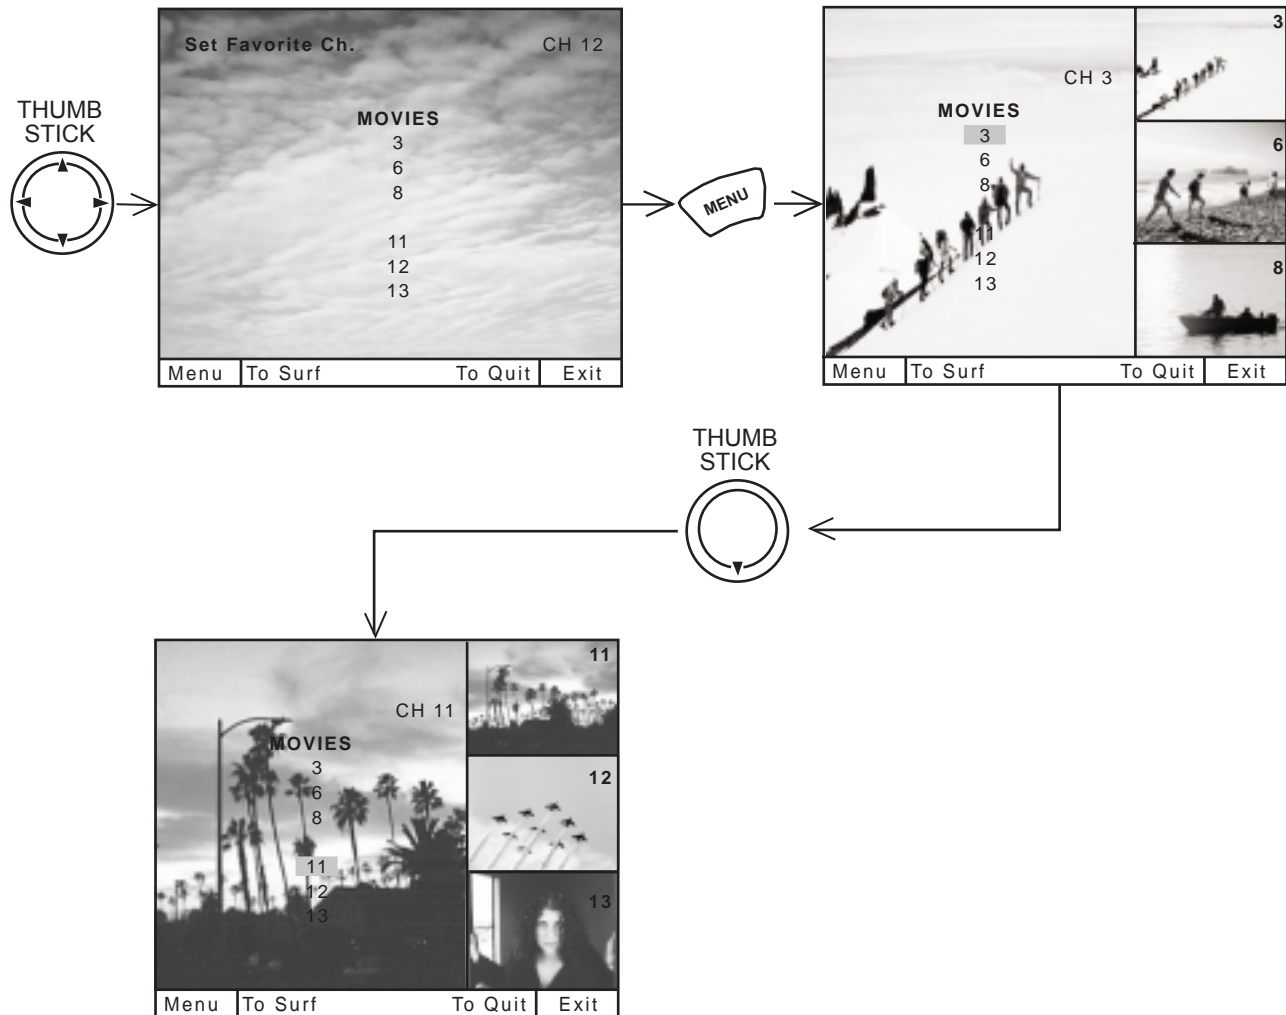 THUMB
STICK
Set Favorite Ch. CH 12
MOVIES
3
6
8
11
12
13
Menu To Surf To Quit Exit
MENU
CH 3
MOVIES
3
6
8
11
12
13
3
6
8
Menu To Surf To Quit Exit
THUMB
STICK
CH 11
MOVIES
3
6
8
11
12
13
11
12
13
Menu To Surf To Quit Exit